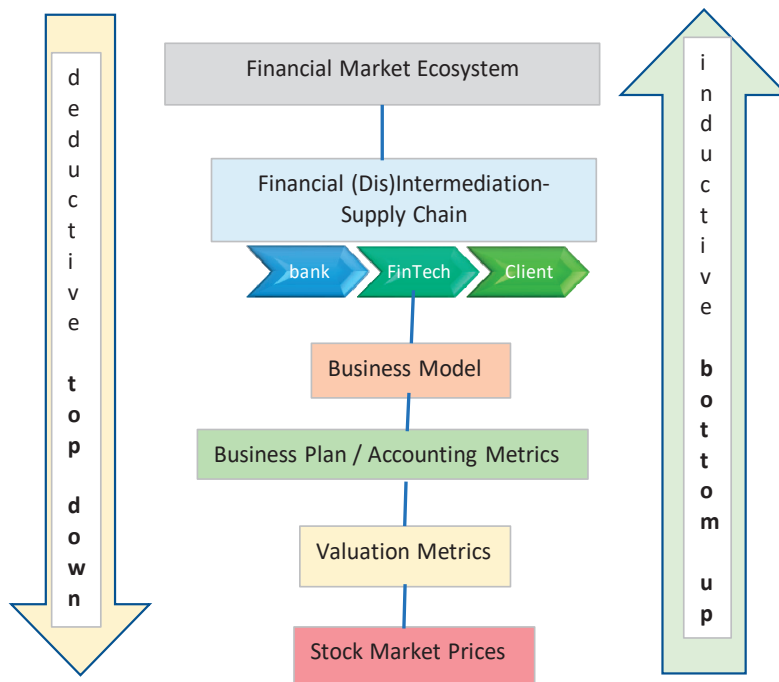 deductive top down
Financial Market Ecosystem
Financial (Dis)Intermediation-
Supply Chain
bank
FinTech
Client
Business Model
Business Plan / Accounting Metrics
Valuation Metrics
Stock Market Prices
inductive bottom up